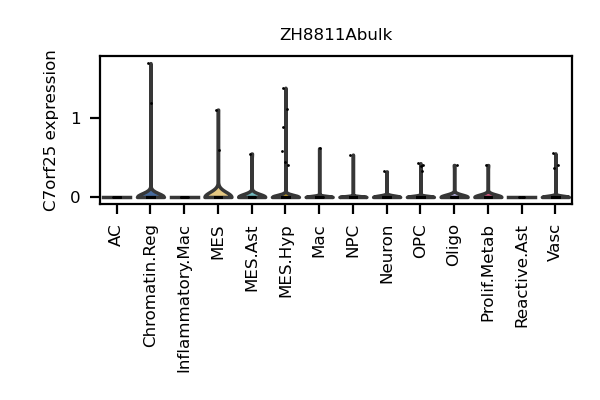 ZH8811Abulk
C7orf25 expression
1
0
AC
Chromatin.Reg
Inflammatory.Mac
MES
MES.Ast
MES.Hyp
Mac
NPC
Neuron
OPC
Oligo
Prolif.Metab
Reactive.Ast
Vasc